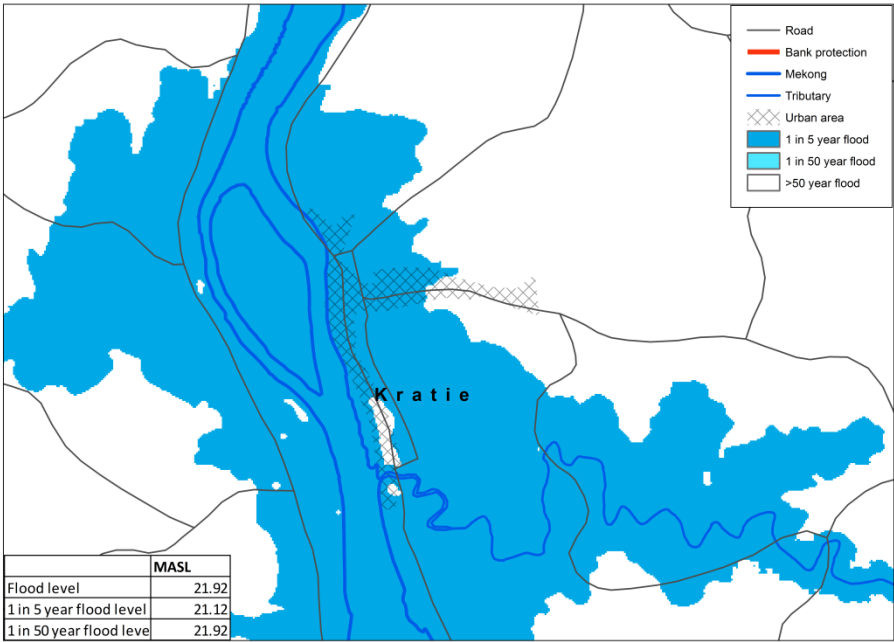 Road
Bank protection
Mekong
Tributary
Urban area
1 in 5 year flood
1 in 50 year flood
>50 year flood
Kratie
MASL
Flood level 21.92
1 in 5 year flood level 21.12
1 in 50 year flood leve 21.92